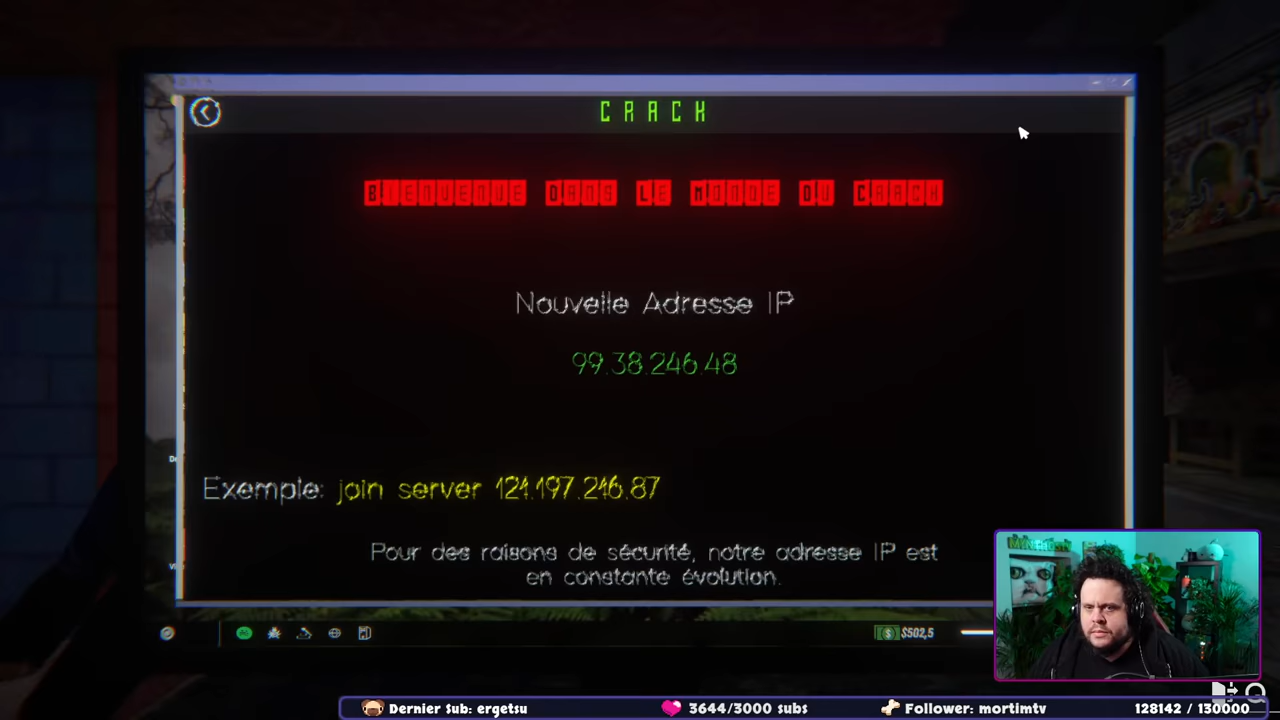 CRACK
Bienvenue Dans Le Monde Du Crack
Nouvelle Adresse IP
99.38.246.48
Exemple: join server 124.197.246.87
Pour des raisons de sécurité, notre adresse IP est
en constante évolution.
$502,5
Dernier sub: ergetsu
3644/3000 subs
Follower: mortimtv
128142 / 130000